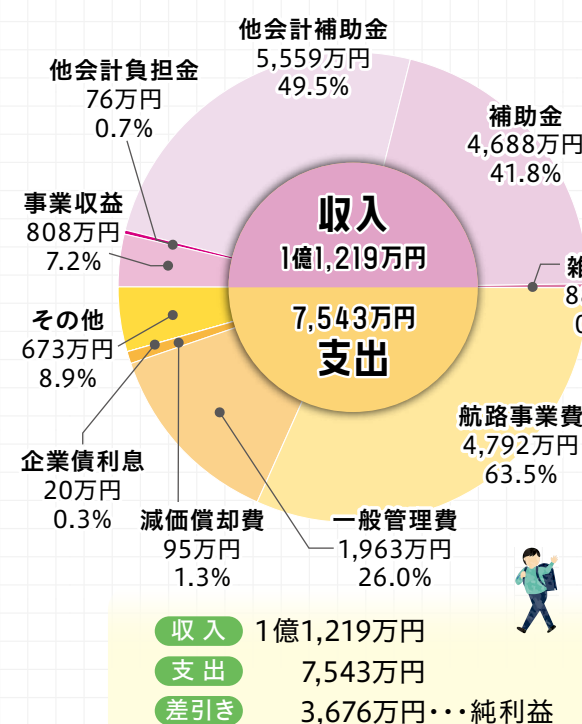 他会計補助金
5,559万円
49.5%
他会計負担金
76万円
0.7%
補助金
4,688万円
41.8%
事業収益
808万円
7.2%
収入
1億1,219万円
7,543万円
支出
その他
673万円
8.9%
航路事業費
4,792万円
63.5%
企業債利息
20万円
0.3%
減価償却費
95万円
1.3%
一般管理費
1,963万円
26.0%
収入 1億1,219万円
支出 7,543万円
差引き 3,676万円・・・純利益